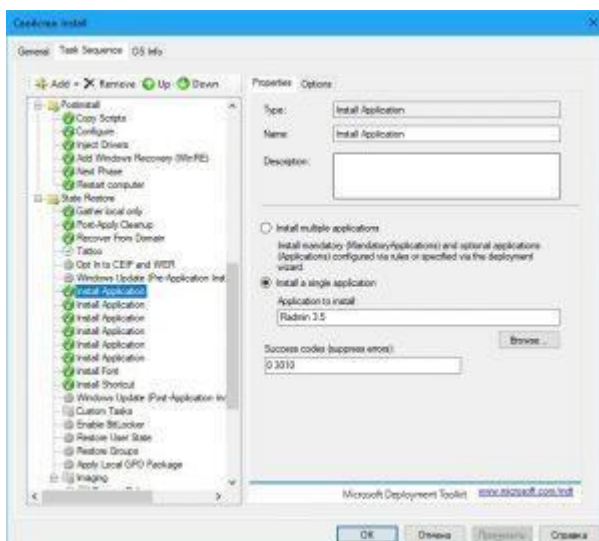 Свойства: Install
General Task Sequence OS Info
Add Remove Up Down
Postinstall
Copy Scripts
Configure
Inject Drivers
Add Windows Recovery (WinRE)
Next Phase
Restart computer
State Restore
Gather local only
Post-Apply Cleanup
Recover From Domain
Tattoo
Opt In to CEIP and WER
Windows Update (Pre-Application Inst
Install Application
Install Application
Install Application
Install Application
Install Application
Install Application
Install Font
Install Shortcut
Windows Update (Post-Application Ins
Custom Tasks
Enable BitLocker
Restore User State
Restore Groups
Apply Local GPO Package
Imaging
Properties Options
Type: Install Application
Name: Install Application
Description:
Install multiple applications
Install mandatory (MandatoryApplications) and optional applications
(Applications) configured via rules or specified via the deployment
wizard.
Install a single application
Application to install
Radmin 3.5
Browse...
Success codes (suppress errors):
0 3010
Microsoft Deployment Toolkit www.microsoft.com/mdt
OK Отмена Применить Справка